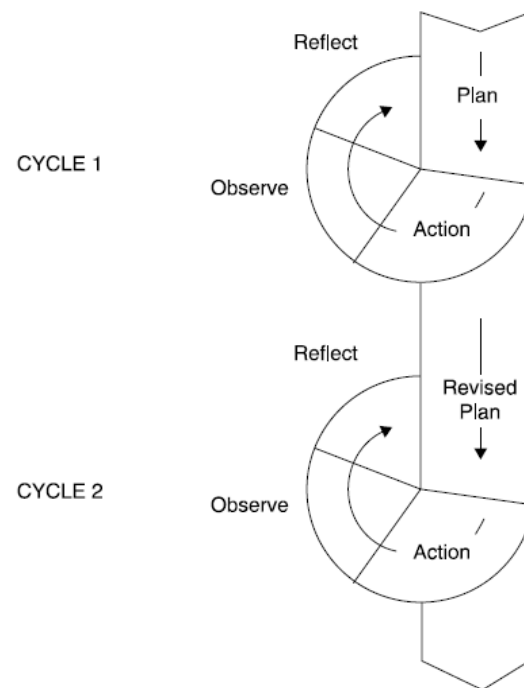 Reflect
Plan
CYCLE 1
Observe
Action
Reflect
Revised
Plan
CYCLE 2
Observe
Action